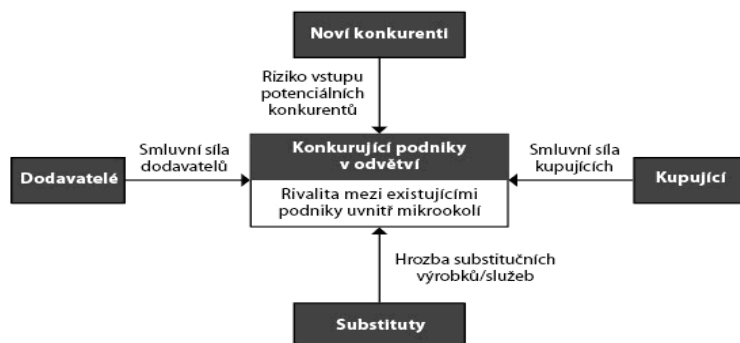 Noví konkurenti
Riziko vstupu
potenciálních
konkurentů
Smluvní síla
dodavatelů
Konkurující podniky
v odvětví
Smluvní síla
kupujících
Dodavatelé
Rivalita mezi existujícími
podniky uvnitř mikrookolí
Kupující
Hrozba substitučních
výrobků/služeb
Substituty